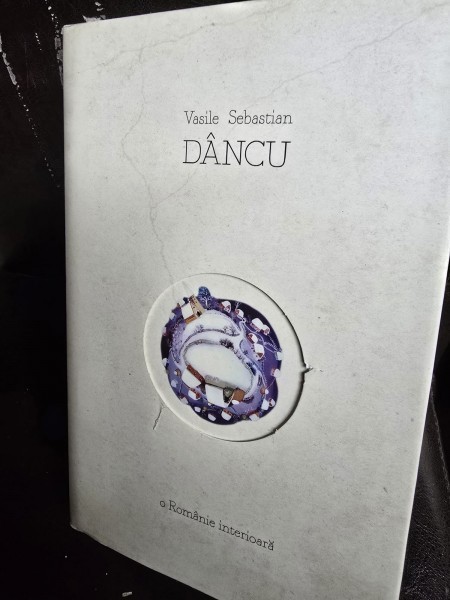 Vasile Sebastian
DÂNCU
o Românie interioară